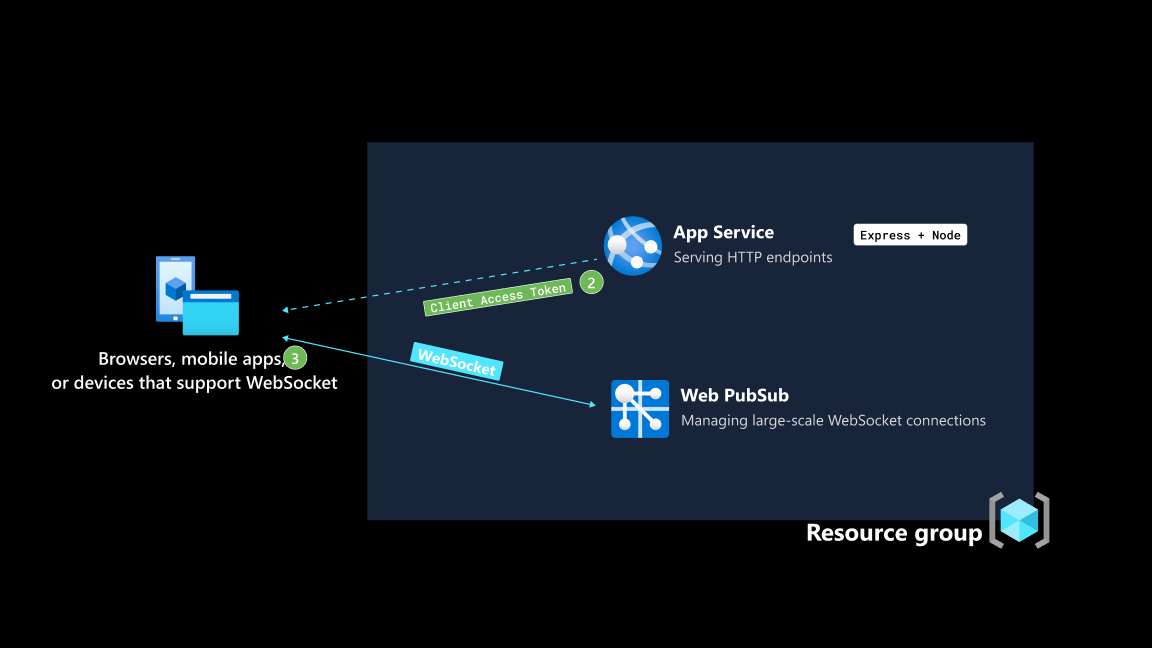 App Service
Serving HTTP endpoints
Express + Node
2
Client Access Token
Browsers, mobile apps,
3
or devices that support WebSocket
WebSocket
Web PubSub
Managing large-scale WebSocket connections
Resource group